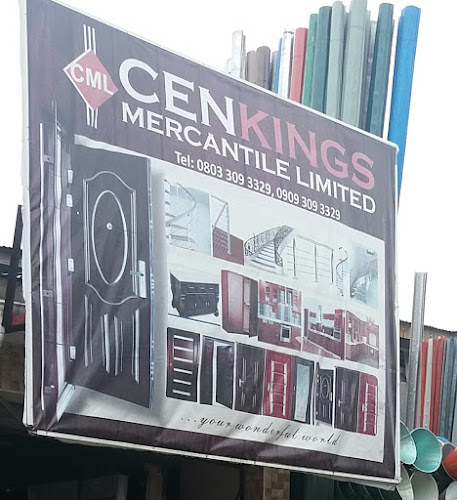 CML
CENKINGS
MERCANTILE LIMITED
Tel: 0803 309 3329, 0909 309 3329
...your wonderful world